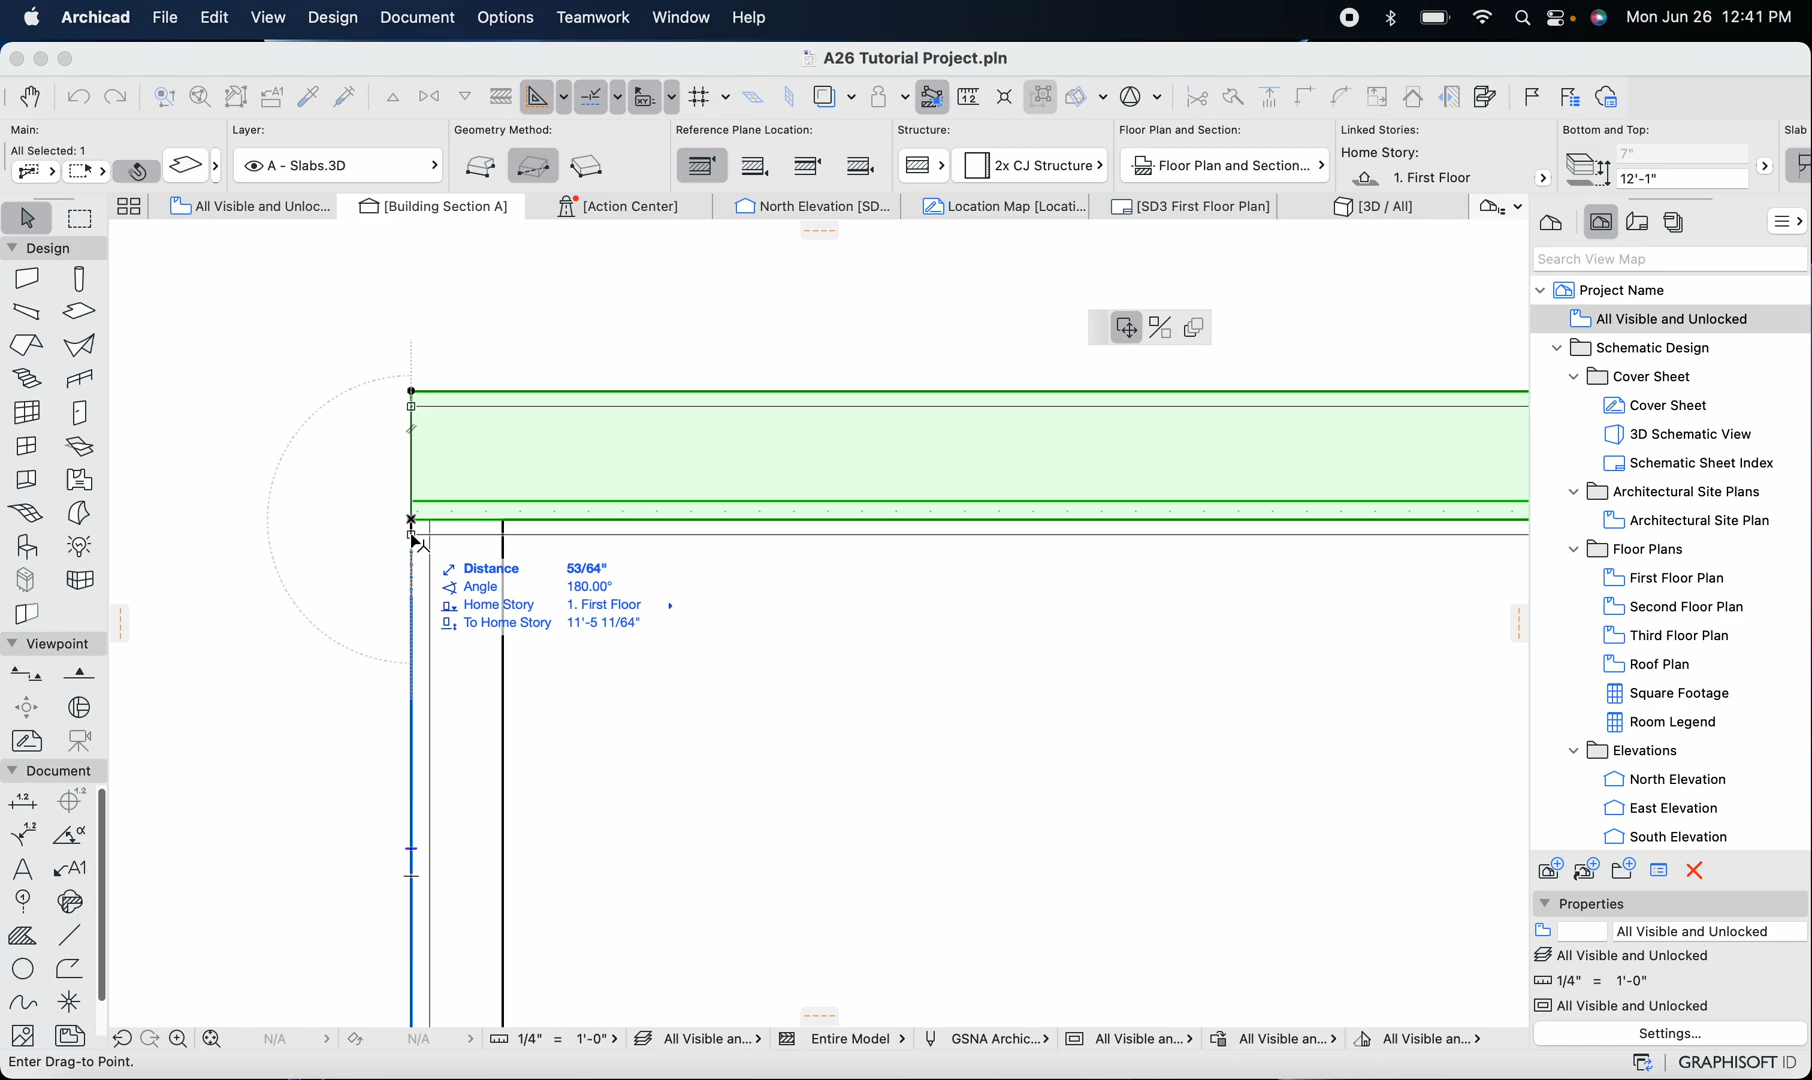 Archicad File Edit View Design Document Options Teamwork Window Help Mon Jun 26 12:41 PM
A26 Tutorial Project.pln
Main:
All Selected: 1
Layer:
A - Slabs.3D
Geometry Method:
Reference Plane Location:
Structure:
2x CJ Structure
Floor Plan and Section:
Floor Plan and Section...
Linked Stories:
Home Story:
1. First Floor
Bottom and Top:
7"
12'-1"
Slab
All Visible and Unloc...
[Building Section A]
[Action Center]
North Elevation [SD...
Location Map [Locati...
[SD3 First Floor Plan]
[3D / All]
Design
Viewpoint
Document
1.2
1.2
1.2
α
A
A1
1
Distance 53/64"
Angle 180.00°
Home Story 1. First Floor
To Home Story 11'-5 11/64"
Search View Map
Project Name
All Visible and Unlocked
Schematic Design
Cover Sheet
Cover Sheet
3D Schematic View
Schematic Sheet Index
Architectural Site Plans
Architectural Site Plan
Floor Plans
First Floor Plan
Second Floor Plan
Third Floor Plan
Roof Plan
Square Footage
Room Legend
Elevations
North Elevation
East Elevation
South Elevation
Properties
All Visible and Unlocked
All Visible and Unlocked
1/4" = 1'-0"
All Visible and Unlocked
Settings...
N/A
N/A
1/4" = 1'-0"
All Visible an...
Entire Model
GSNA Archic...
All Visible an...
All Visible an...
All Visible an...
Enter Drag-to Point.
GRAPHISOFT ID